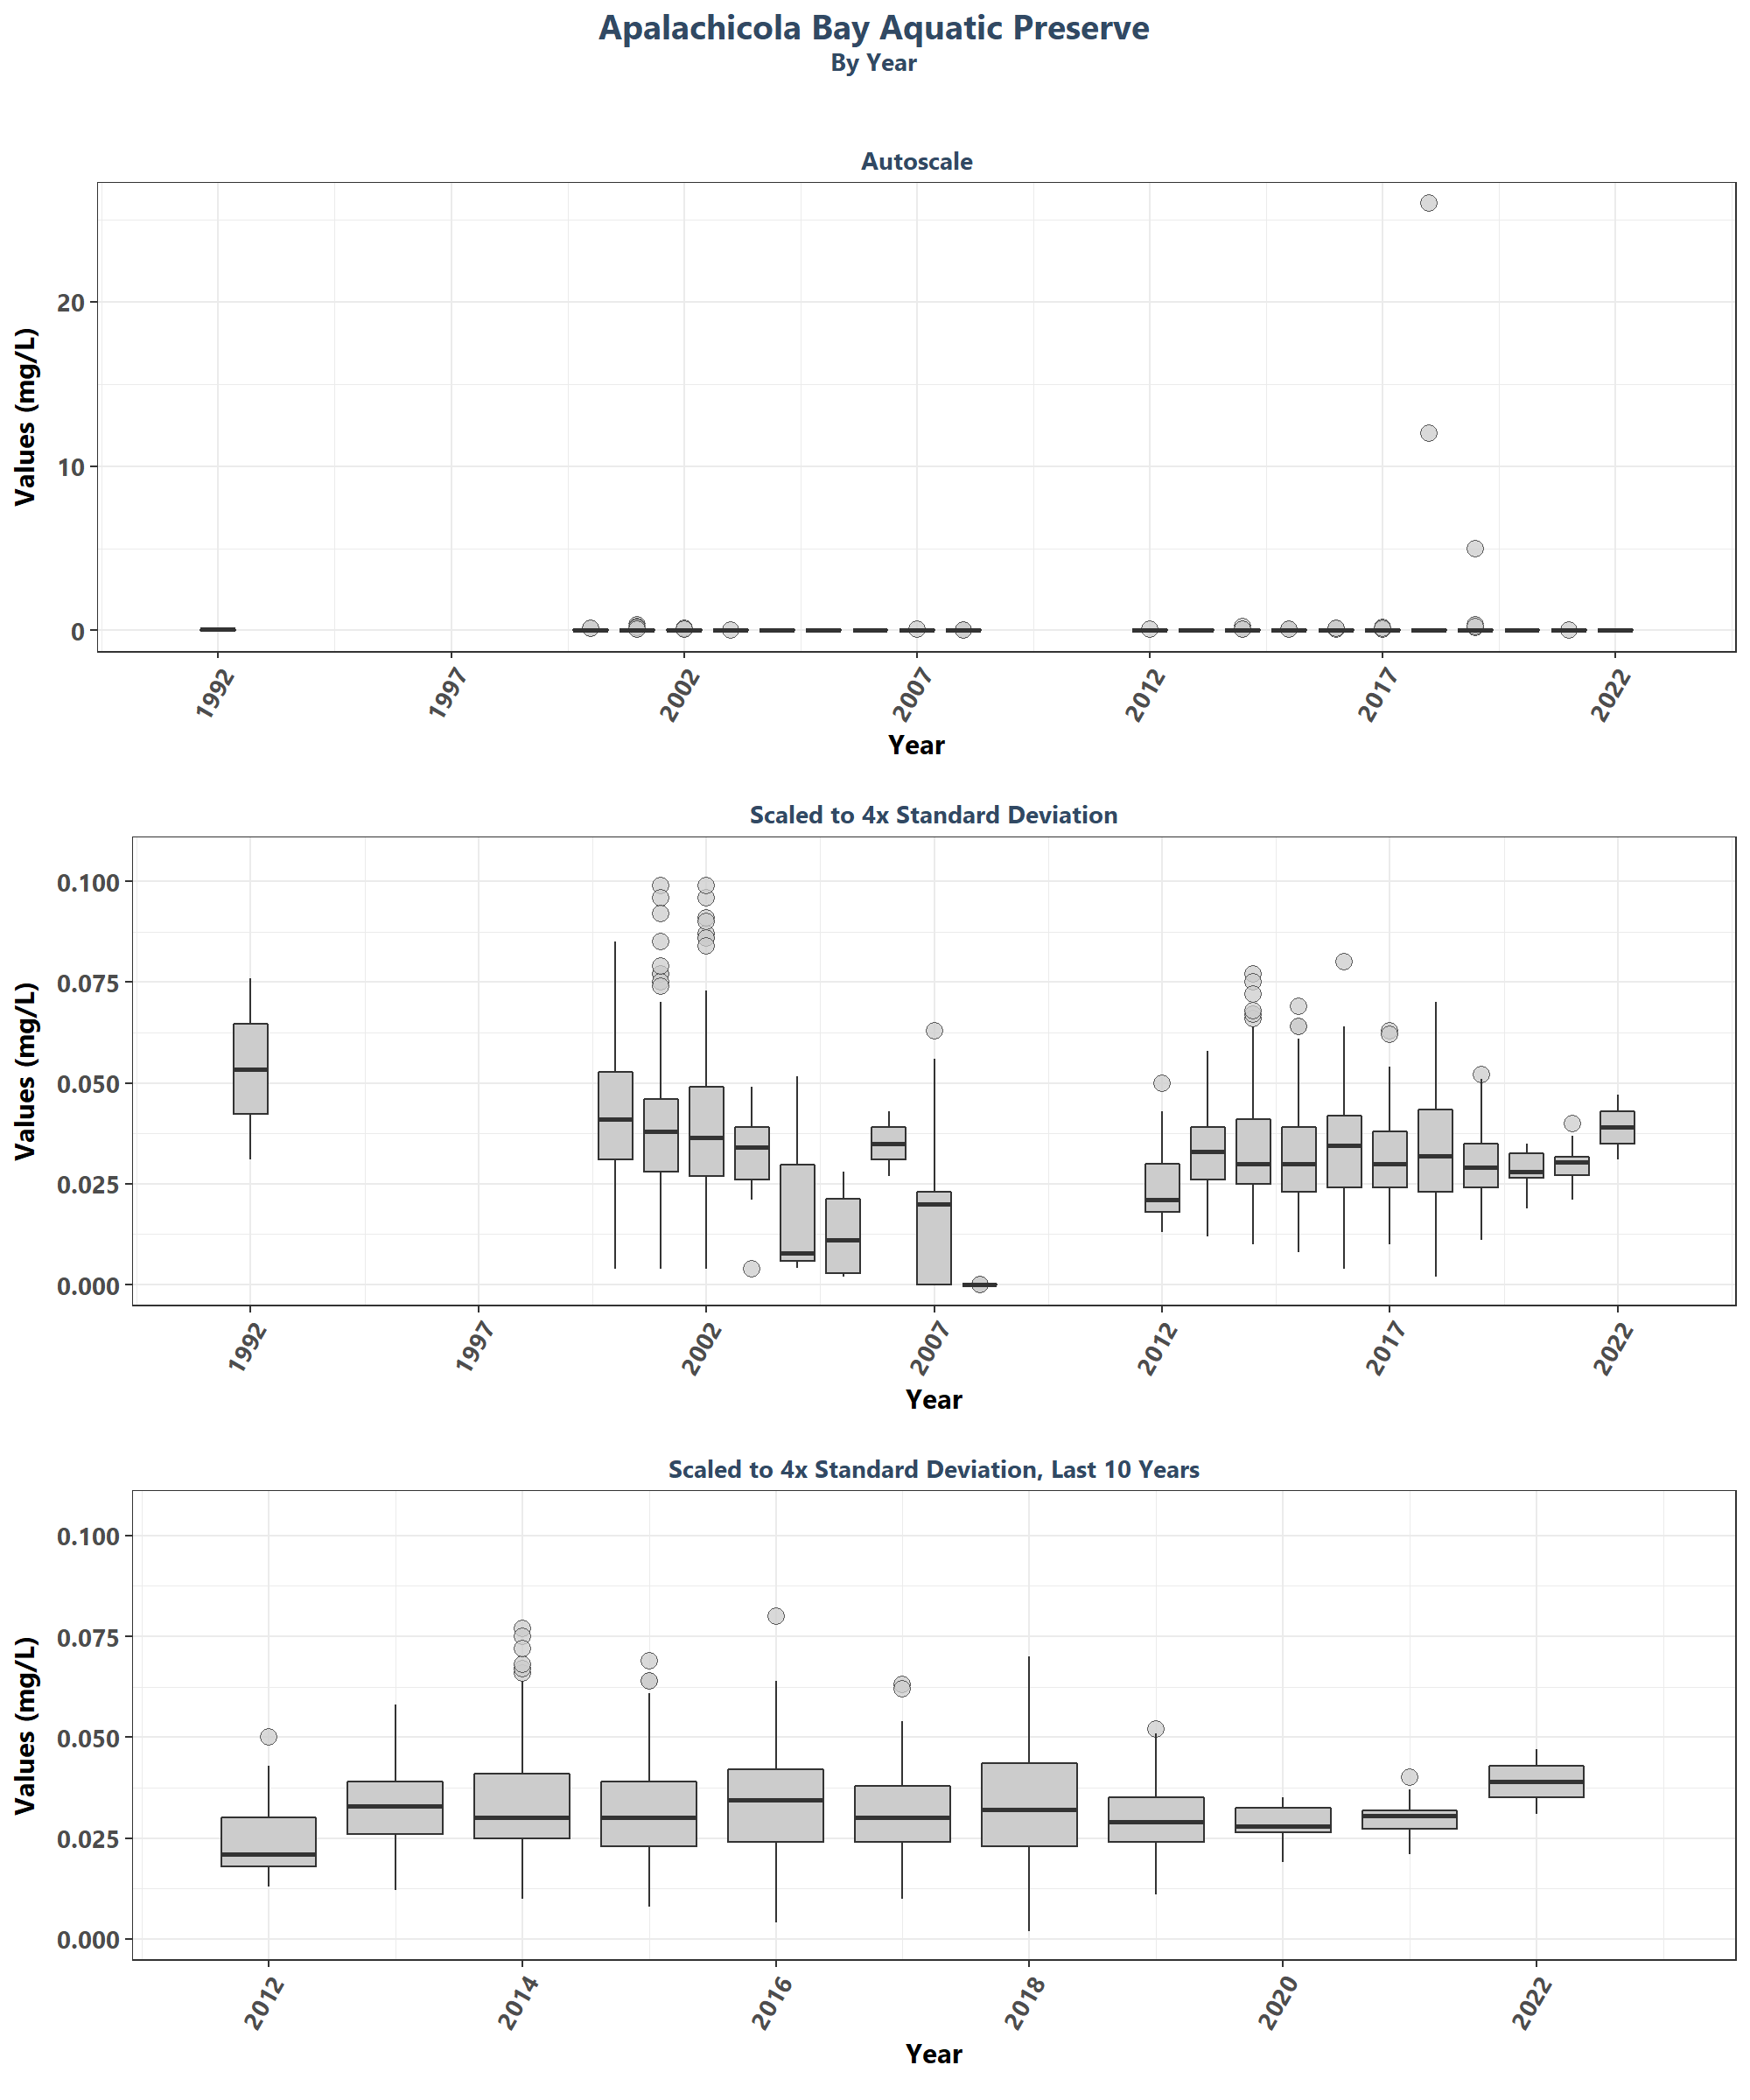 Apalachicola Bay Aquatic Preserve
By Year
Autoscale
Values (mg/L)
20
10
0
1992 1997 2002 2007 2012 2017 2022
Year
Scaled to 4x Standard Deviation
Values (mg/L)
0.100
0.075
0.050
0.025
0.000
1992 1997 2002 2007 2012 2017 2022
Year
Scaled to 4x Standard Deviation, Last 10 Years
Values (mg/L)
0.100
0.075
0.050
0.025
0.000
2012 2014 2016 2018 2020 2022
Year